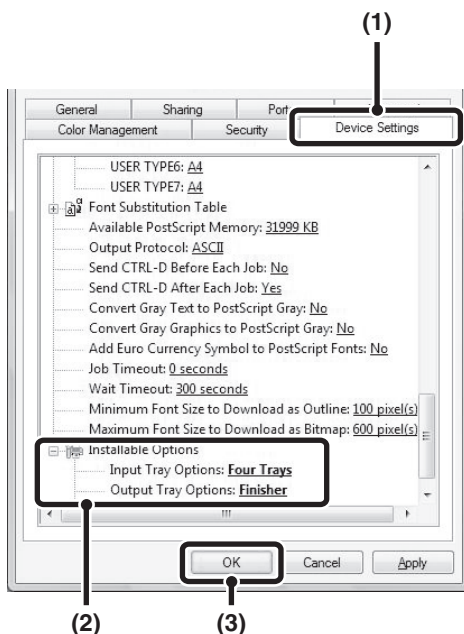 (1)
General Sharing Port
Color Management Security Device Settings
USER TYPE6: A4
USER TYPE7: A4
Font Substitution Table
Available PostScript Memory: 31999 KB
Output Protocol: ASCII
Send CTRL-D Before Each Job: No
Send CTRL-D After Each Job: Yes
Convert Gray Text to PostScript Gray: No
Convert Gray Graphics to PostScript Gray: No
Add Euro Currency Symbol to PostScript Fonts: No
Job Timeout: 0 seconds
Wait Timeout: 300 seconds
Minimum Font Size to Download as Outline: 100 pixel(s)
Maximum Font Size to Download as Bitmap: 600 pixel(s)
Installable Options
Input Tray Options: Four Trays
Output Tray Options: Finisher
OK Cancel Apply
(2) (3)